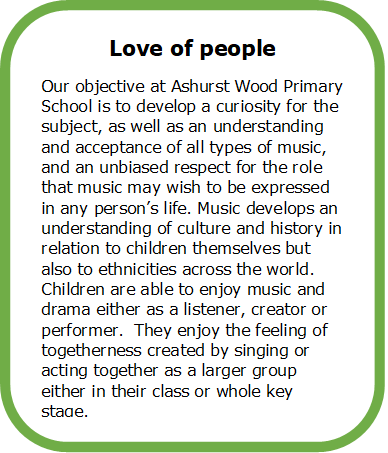 Love of people
Our objective at Ashurst Wood Primary
School is to develop a curiosity for the
subject, as well as an understanding
and acceptance of all types of music,
and an unbiased respect for the role
that music may wish to be expressed
in any person’s life. Music develops an
understanding of culture and history in
relation to children themselves but
also to ethnicities across the world.
Children are able to enjoy music and
drama either as a listener, creator or
performer.  They enjoy the feeling of
togetherness created by singing or
acting together as a larger group
either in their class or whole key
stage.